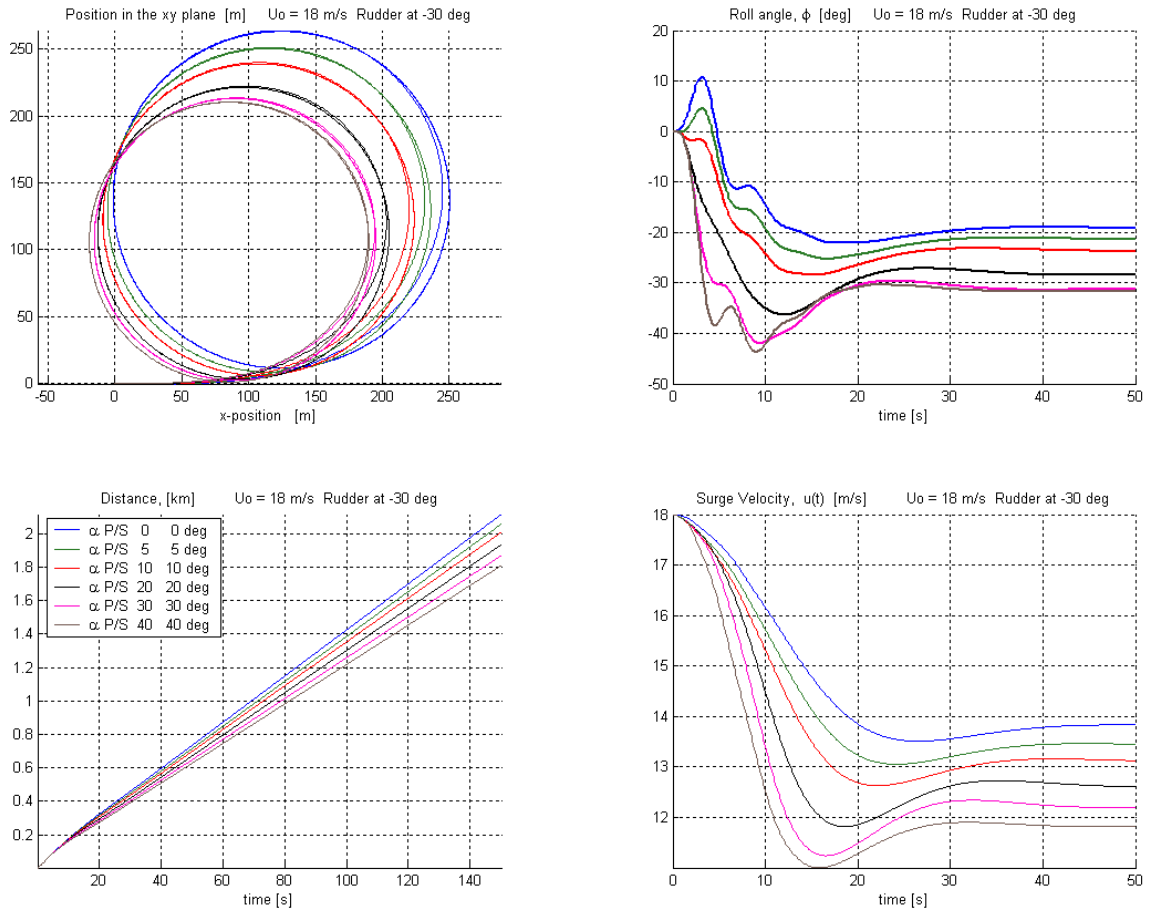 Position in the xy plane [m] Uo = 18 m/s Rudder at -30 deg
250
200
150
100
50
0
-50 0 50 100 150 200 250
x-position [m]
Roll angle, ϕ [deg] Uo = 18 m/s Rudder at -30 deg
20
10
0
-10
-20
-30
-40
-50
0 10 20 30 40 50
time [s]
Distance, [km] Uo = 18 m/s Rudder at -30 deg
α P/S 0 0 deg
α P/S 5 5 deg
α P/S 10 10 deg
α P/S 20 20 deg
α P/S 30 30 deg
α P/S 40 40 deg
2
1.8
1.6
1.4
1.2
1
0.8
0.6
0.4
0.2
20 40 60 80 100 120 140
time [s]
Surge Velocity, u(t) [m/s] Uo = 18 m/s Rudder at -30 deg
18
17
16
15
14
13
12
0 10 20 30 40 50
time [s]